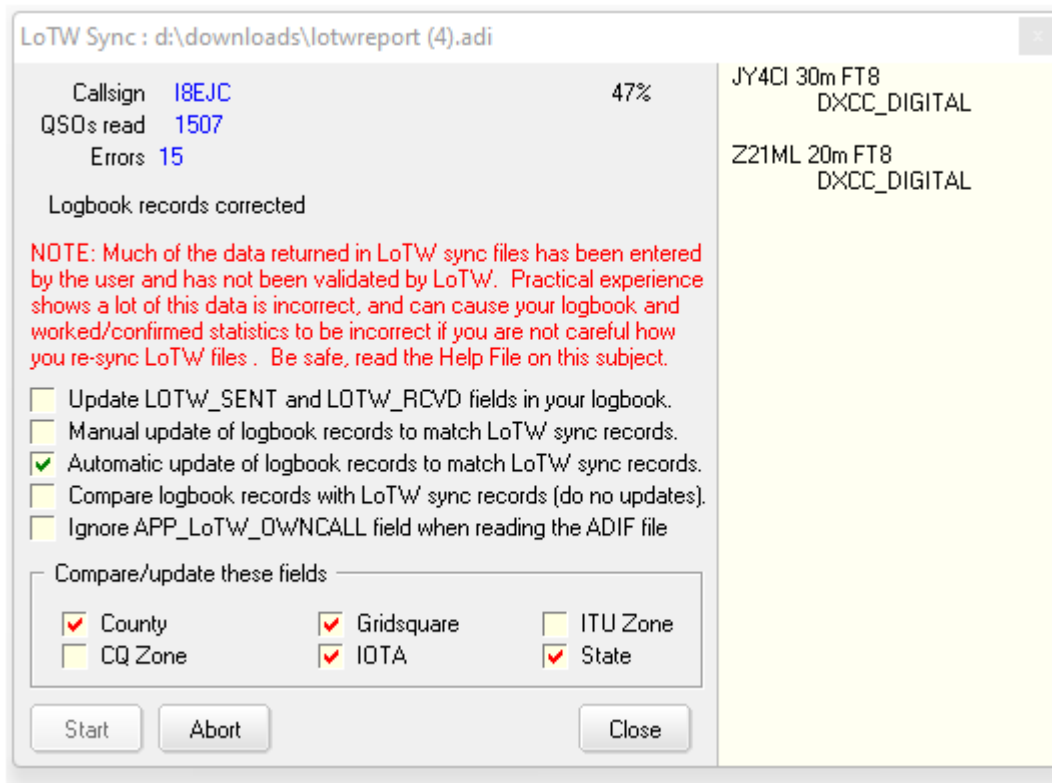 LoTW Sync : d:\downloads\lotwreport (4).adi
x
Callsign I8EJC 47%
QSOs read 1507
Errors 15
Logbook records corrected
NOTE: Much of the data returned in LoTW sync files has been entered
by the user and has not been validated by LoTW. Practical experience
shows a lot of this data is incorrect, and can cause your logbook and
worked/confirmed statistics to be incorrect if you are not careful how
you re-sync LoTW files . Be safe, read the Help File on this subject.
Update LOTW_SENT and LOTW_RCVD fields in your logbook.
Manual update of logbook records to match LoTW sync records.
Automatic update of logbook records to match LoTW sync records.
Compare logbook records with LoTW sync records (do no updates).
Ignore APP_LoTW_OWNCALL field when reading the ADIF file
Compare/update these fields
County Gridsquare ITU Zone
CQ Zone IOTA State
Start Abort Close
JY4CI 30m FT8
DXCC_DIGITAL
Z21ML 20m FT8
DXCC_DIGITAL